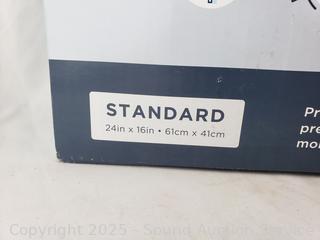 STANDARD
24in x 16in • 61cm x 41cm
Copyright 2025 - Sound Auction Service